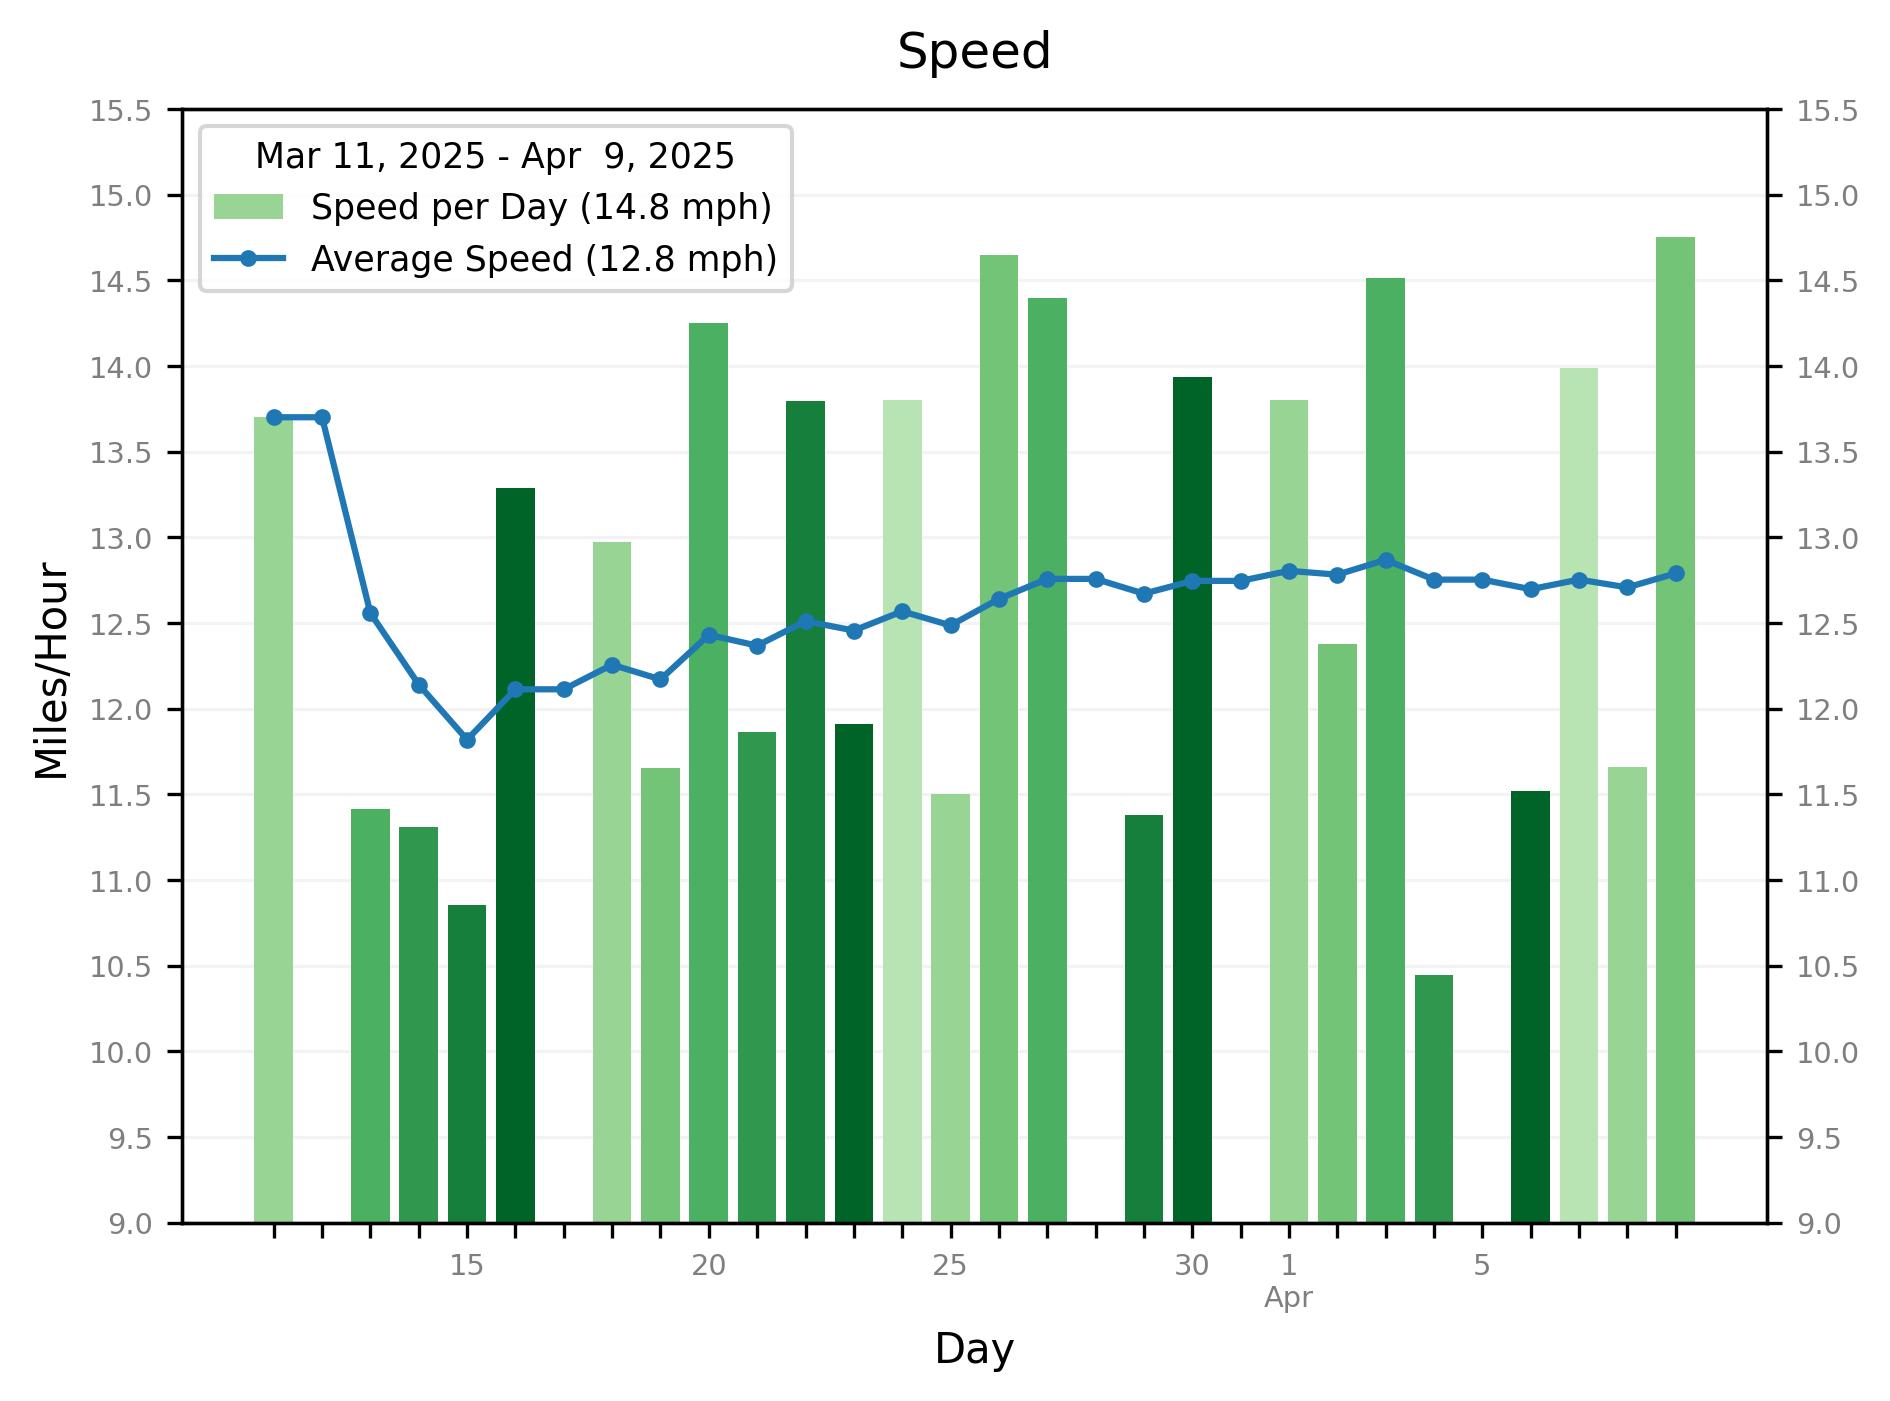 Speed
15.5 15.5
Mar 11, 2025 - Apr  9, 2025
15.0 15.0
Speed per Day (14.8 mph)
Average Speed (12.8 mph)
14.5 14.5
14.0 14.0
13.5 13.5
13.0 13.0
12.5 12.5
12.0 12.0
11.5 11.5
11.0 11.0
10.5 10.5
10.0 10.0
9.5 9.5
9.0 9.0
Miles/Hour
15 20 25 30 1 5
Apr
Day